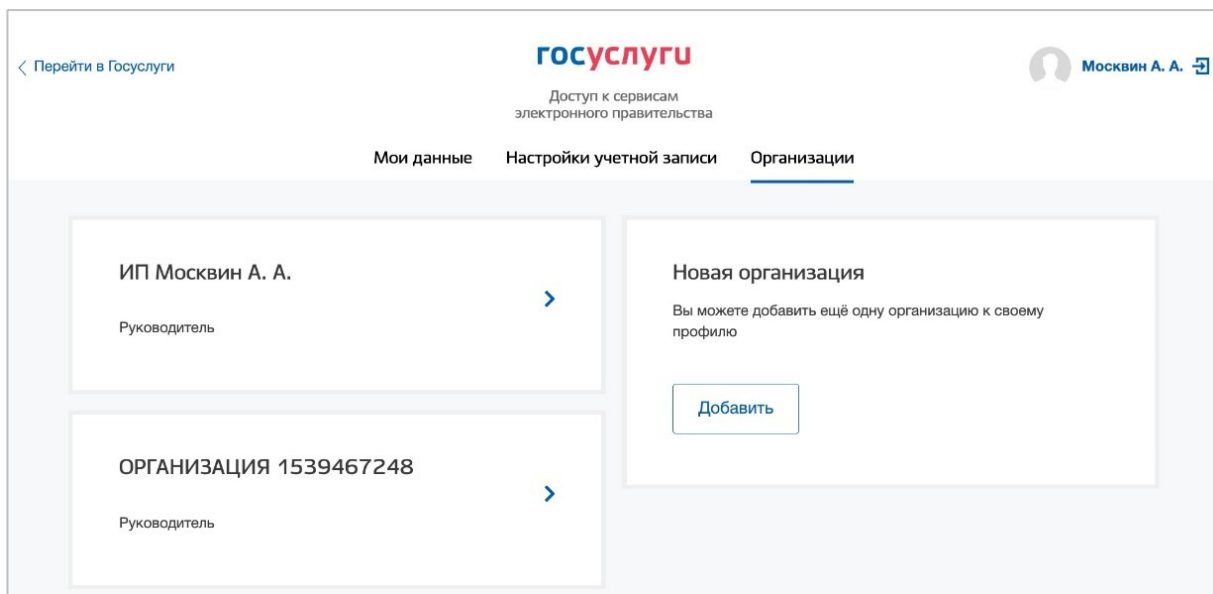 Перейти в Госуслуги
госуслуги
Доступ к сервисам
электронного правительства
Москвин А. А.
Мои данные Настройки учетной записи Организации
ИП Москвин А. А.
Руководитель
Новая организация
Вы можете добавить ещё одну организацию к своему
профилю
Добавить
ОРГАНИЗАЦИЯ 1539467248
Руководитель